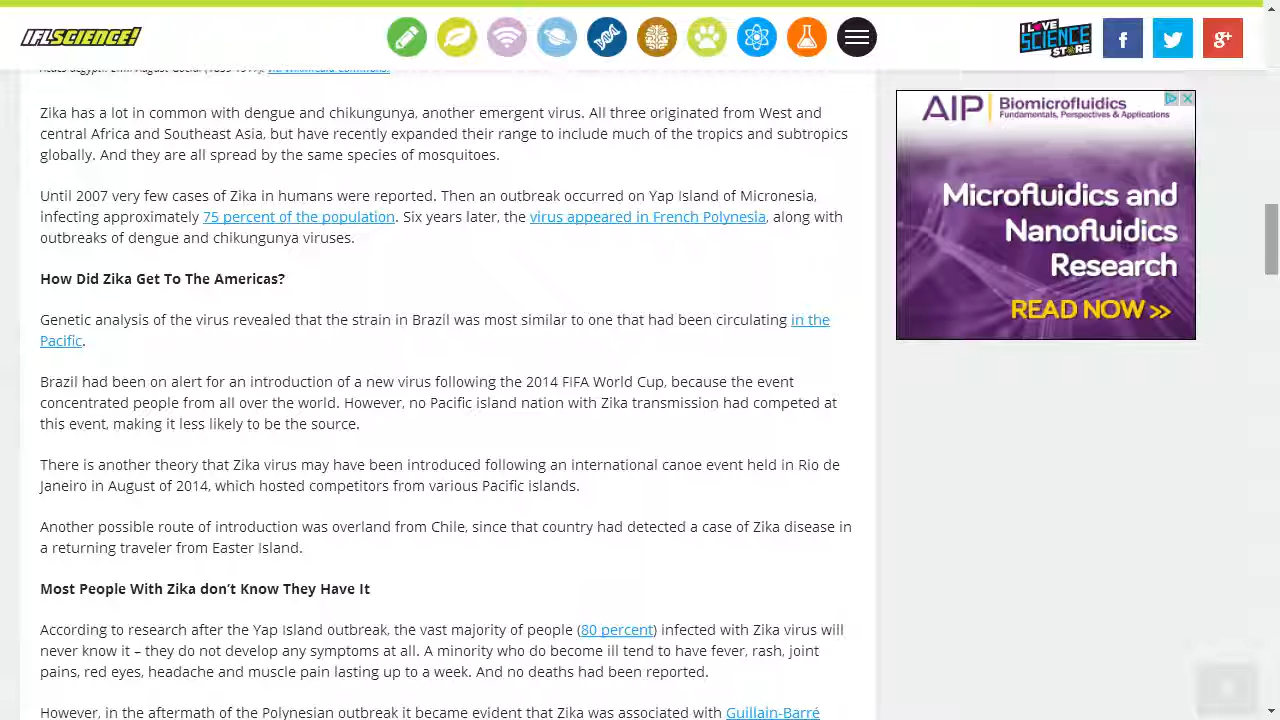 IFLSCIENCE!
I LOVE
SCIENCE
STORE
Zika has a lot in common with dengue and chikungunya, another emergent virus. All three originated from West and
central Africa and Southeast Asia, but have recently expanded their range to include much of the tropics and subtropics
globally. And they are all spread by the same species of mosquitoes.
Until 2007 very few cases of Zika in humans were reported. Then an outbreak occurred on Yap Island of Micronesia,
infecting approximately 75 percent of the population. Six years later, the virus appeared in French Polynesia, along with
outbreaks of dengue and chikungunya viruses.
How Did Zika Get To The Americas?
Genetic analysis of the virus revealed that the strain in Brazil was most similar to one that had been circulating in the
Pacific.
Brazil had been on alert for an introduction of a new virus following the 2014 FIFA World Cup, because the event
concentrated people from all over the world. However, no Pacific island nation with Zika transmission had competed at
this event, making it less likely to be the source.
There is another theory that Zika virus may have been introduced following an international canoe event held in Rio de
Janeiro in August of 2014, which hosted competitors from various Pacific islands.
Another possible route of introduction was overland from Chile, since that country had detected a case of Zika disease in
a returning traveler from Easter Island.
Most People With Zika don't Know They Have It
According to research after the Yap Island outbreak, the vast majority of people (80 percent) infected with Zika virus will
never know it – they do not develop any symptoms at all. A minority who do become ill tend to have fever, rash, joint
pains, red eyes, headache and muscle pain lasting up to a week. And no deaths had been reported.
However, in the aftermath of the Polynesian outbreak it became evident that Zika was associated with Guillain-Barré
AIP Biomicrofluidics
Fundamentals, Perspectives & Applications
Microfluidics and
Nanofluidics
Research
READ NOW >>